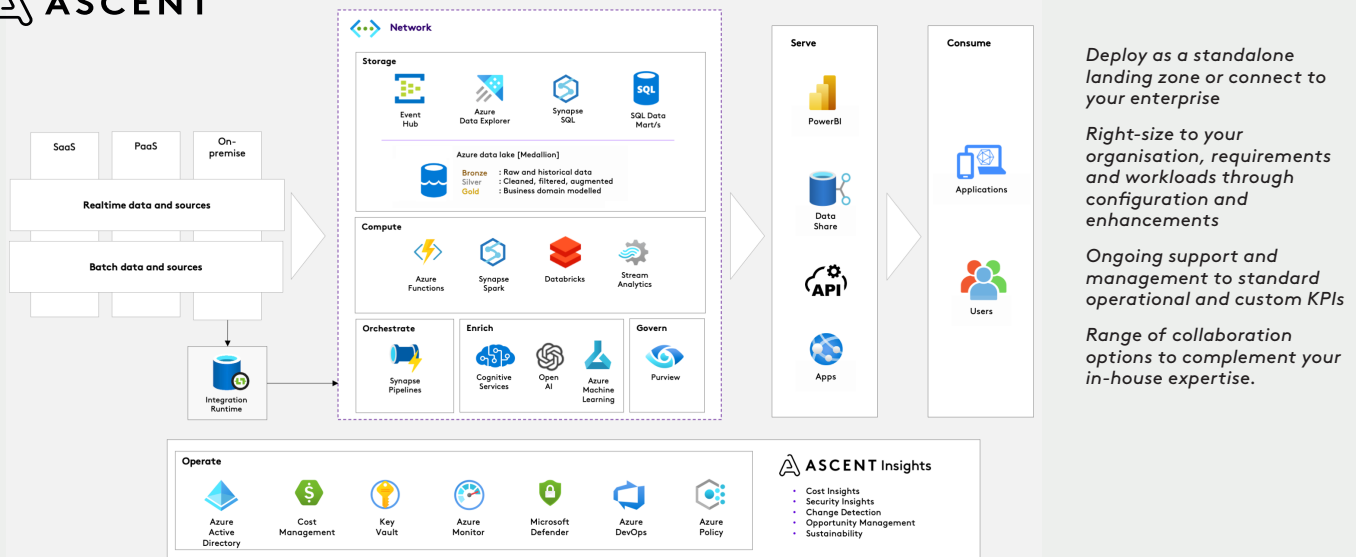 ASCENT
SaaS
PaaS
On-
premise
Realtime data and sources
Batch data and sources
Integration
Runtime
Network
Storage
Event
Hub
Azure
Data Explorer
Synapse
SQL
SQL
SQL Data
Mart/s
Azure data lake [Medallion]
Bronze : Raw and historical data
Silver : Cleaned, filtered, augmented
Gold : Business domain modelled
Compute
Azure
Functions
Synapse
Spark
Databricks
Stream
Analytics
Orchestrate
Synapse
Pipelines
Enrich
Cognitive
Services
Open
AI
Azure
Machine
Learning
Govern
Purview
Serve
PowerBI
Data
Share
API
Apps
Consume
Applications
Users
Operate
Azure
Active
Directory
Cost
Management
Key
Vault
Azure
Monitor
Microsoft
Defender
Azure
DevOps
Azure
Policy
ASCENT Insights
• Cost Insights
• Security Insights
• Change Detection
• Opportunity Management
• Sustainability
Deploy as a standalone
landing zone or connect to
your enterprise
Right-size to your
organisation, requirements
and workloads through
configuration and
enhancements
Ongoing support and
management to standard
operational and custom KPIs
Range of collaboration
options to complement your
in-house expertise.